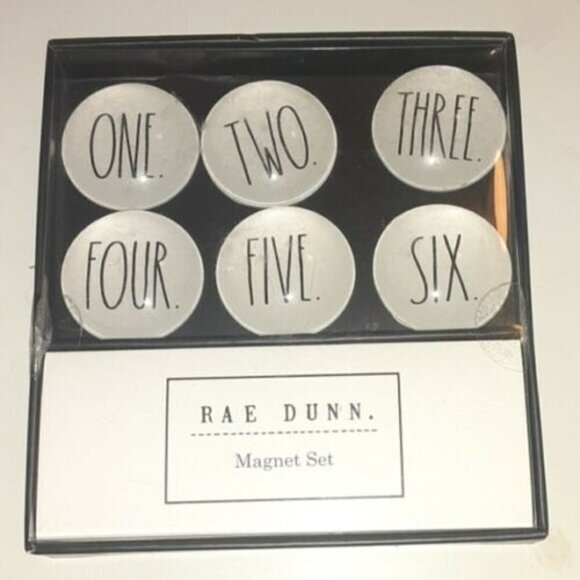 ONE. TWO. THREE.
FOUR. FIVE. SIX.
RAE DUNN.
Magnet Set